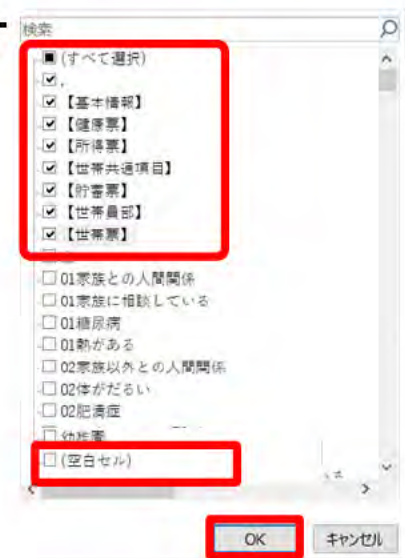 検索
(すべて選択)
.
【基本情報】
【健康票】
【所得票】
【世帯共通項目】
【貯蓄票】
【世帯員部】
【世帯票】
01家族との人間関係
01家族に相談している
01糖尿病
01熱がある
02家族以外との人間関係
02体がだるい
02肥満症
幼稚園
(空白セル)
OK
キャンセル